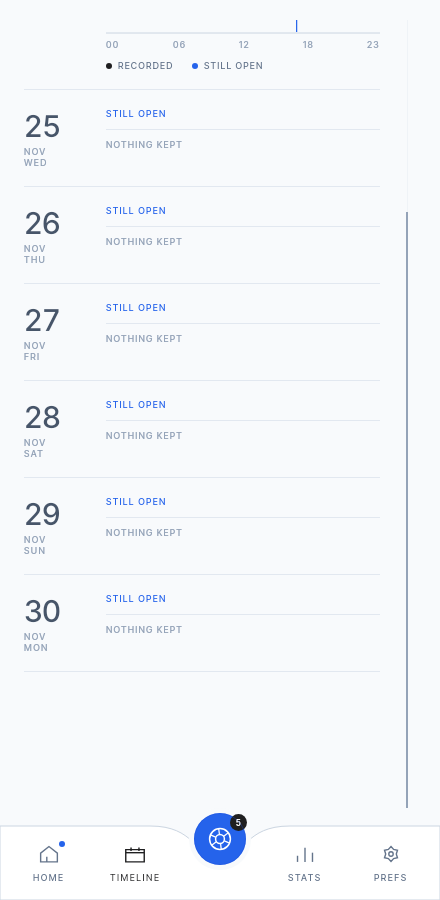 00 06 12 18 23
RECORDED STILL OPEN
25 STILL OPEN
NOV NOTHING KEPT
WED
26 STILL OPEN
NOV NOTHING KEPT
THU
27 STILL OPEN
NOV NOTHING KEPT
FRI
28 STILL OPEN
NOV NOTHING KEPT
SAT
29 STILL OPEN
NOV NOTHING KEPT
SUN
30 STILL OPEN
NOV NOTHING KEPT
MON
5
HOME TIMELINE STATS PREFS